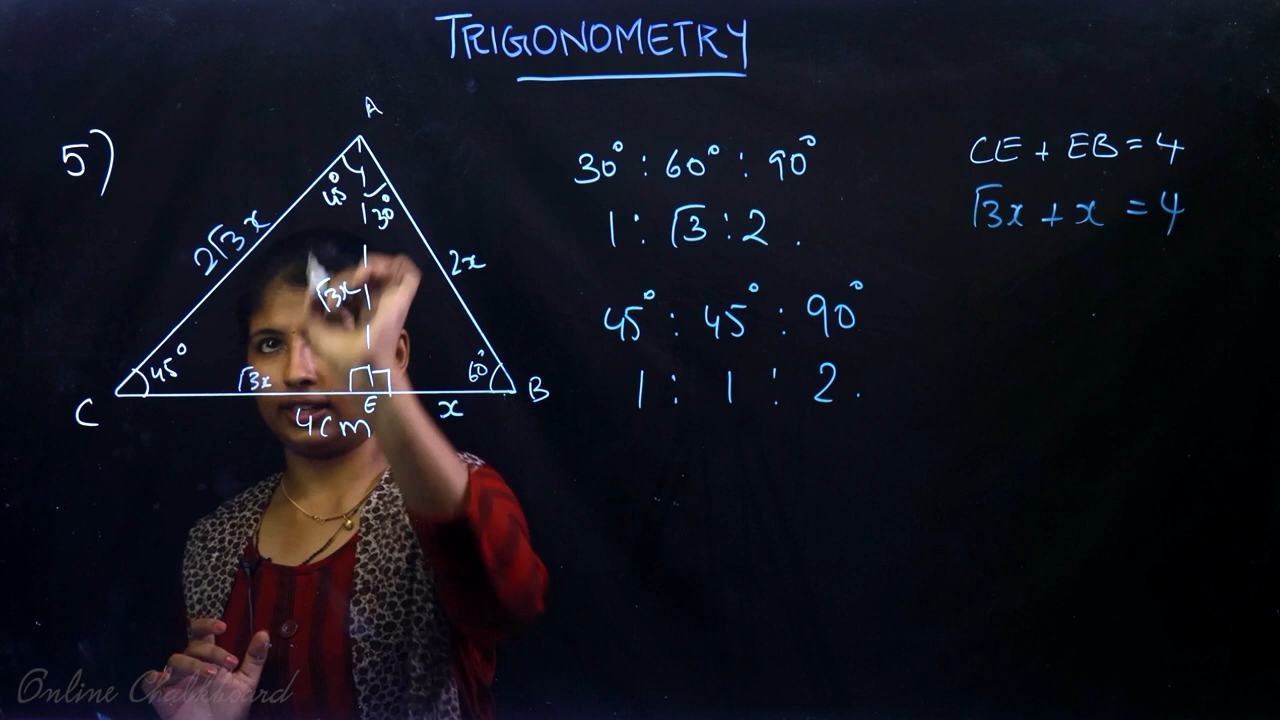 TRIGONOMETRY
5)
A
45° 30°
2√3 x
2x
√3x
45°
60°
√3x
C
E
x
B
4cm
30° : 60° : 90°
1 : √3 : 2 .
45° : 45° : 90°
1 : 1 : 2 .
CE + EB = 4
√3x + x = 4
Online Chalkboard